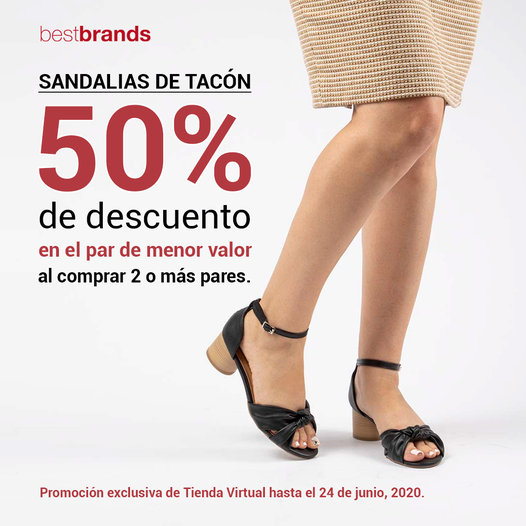 bestbrands
SANDALIAS DE TACÓN
50%
de descuento
en el par de menor valor
al comprar 2 o más pares.
Promoción exclusiva de Tienda Virtual hasta el 24 de junio, 2020.